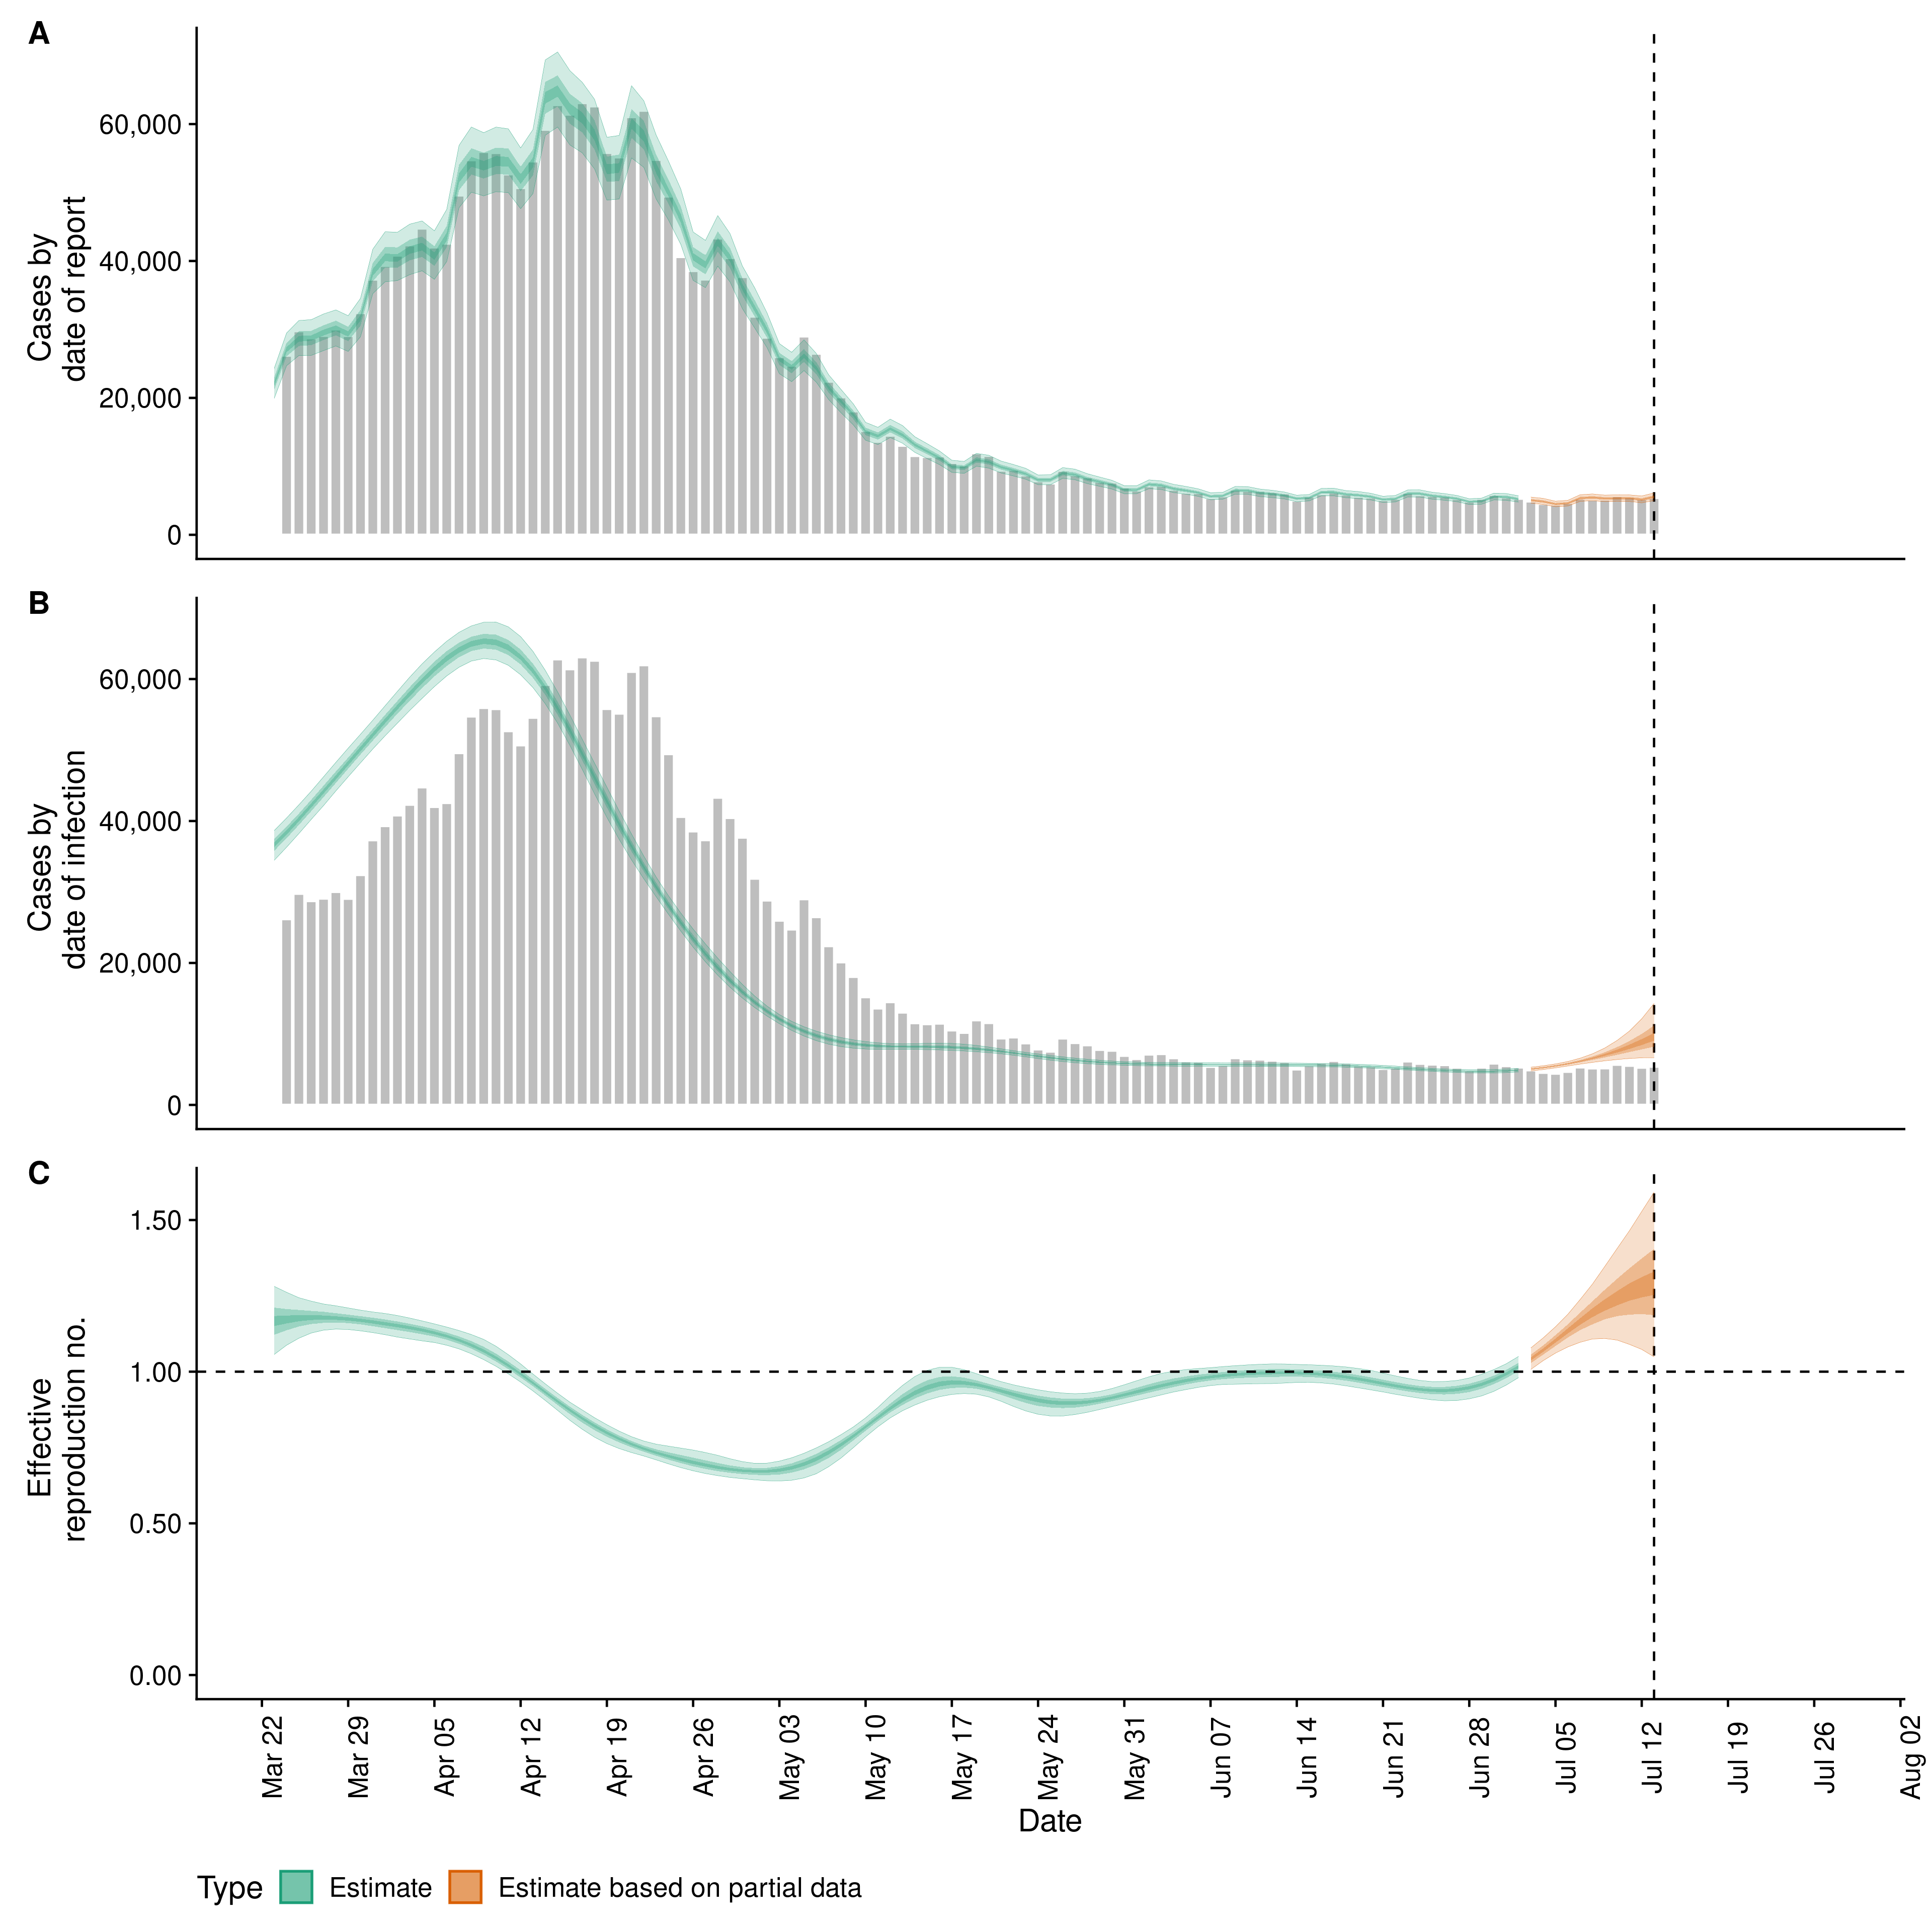 A
Cases by
date of report
60,000
40,000
20,000
0
B
Cases by
date of infection
60,000
40,000
20,000
0
C
Effective
reproduction no.
1.50
1.00
0.50
0.00
Mar 22 Mar 29 Apr 05 Apr 12 Apr 19 Apr 26 May 03 May 10 May 17 May 24 May 31 Jun 07 Jun 14 Jun 21 Jun 28 Jul 05 Jul 12 Jul 19 Jul 26 Aug 02
Date
Type Estimate Estimate based on partial data